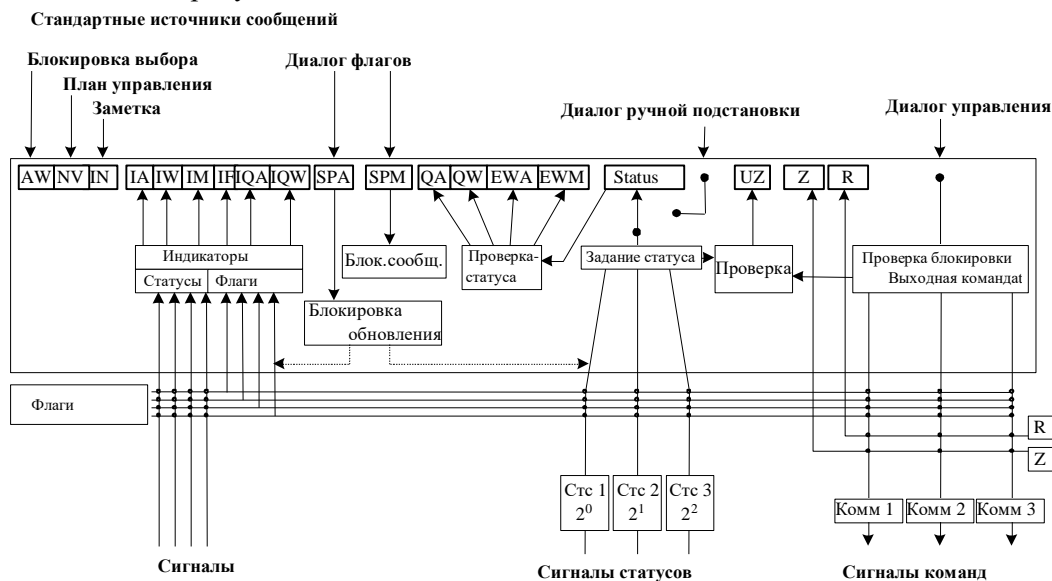 Стандартные источники сообщений
Блокировка выбора
План управления
Заметка
Диалог флагов
Диалог ручной подстановки
Диалог управления
AW NV IN
IA IW IM IF IQA IQW
SPA
SPM
QA QW EWA EWM
Status
UZ
Z
R
Индикаторы
Статусы Флаги
Блок.сообщ.
Проверка-
статуса
Задание статуса
Проверка
Проверка блокировки
Выходная командаt
Блокировка
обновления
Флаги
R
Z
Стс 1
2⁰
Стс 2
2¹
Стс 3
2²
Комм 1
Комм 2
Комм 3
Сигналы
Сигналы статусов
Сигналы команд